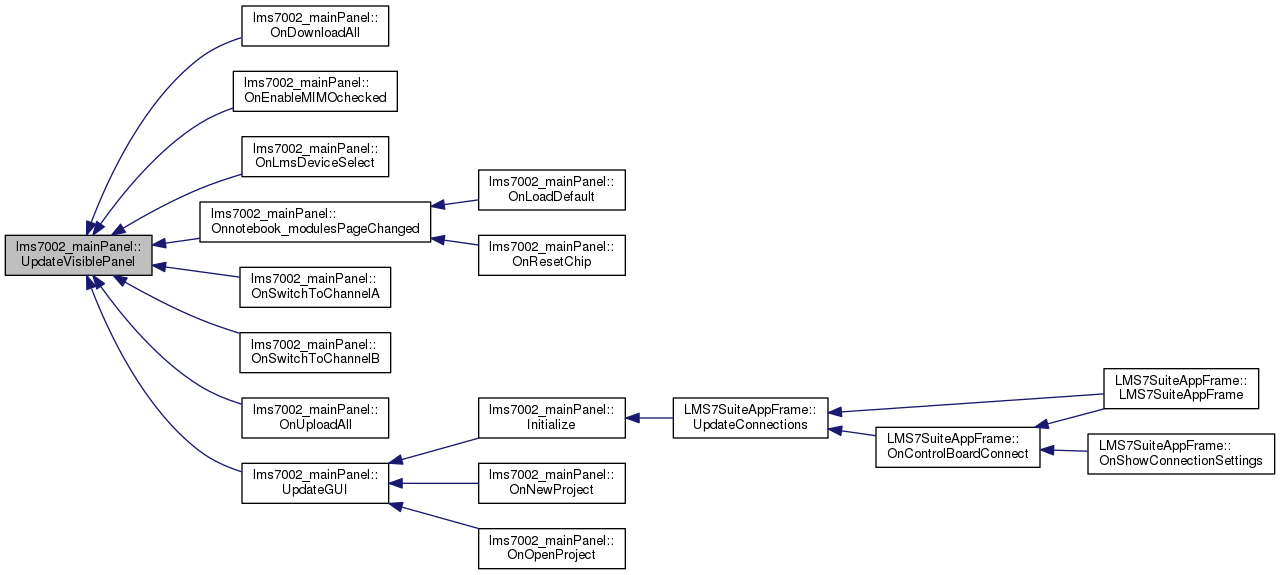 lms7002_mainPanel::
UpdateVisiblePanel
lms7002_mainPanel::
OnDownloadAll
lms7002_mainPanel::
OnEnableMIMOchecked
lms7002_mainPanel::
OnLmsDeviceSelect
lms7002_mainPanel::
Onnotebook_modulesPageChanged
lms7002_mainPanel::
OnLoadDefault
lms7002_mainPanel::
OnResetChip
lms7002_mainPanel::
OnSwitchToChannelA
lms7002_mainPanel::
OnSwitchToChannelB
lms7002_mainPanel::
OnUploadAll
lms7002_mainPanel::
UpdateGUI
lms7002_mainPanel::
Initialize
LMS7SuiteAppFrame::
UpdateConnections
LMS7SuiteAppFrame::
LMS7SuiteAppFrame
LMS7SuiteAppFrame::
OnControlBoardConnect
LMS7SuiteAppFrame::
OnShowConnectionSettings
lms7002_mainPanel::
OnNewProject
lms7002_mainPanel::
OnOpenProject